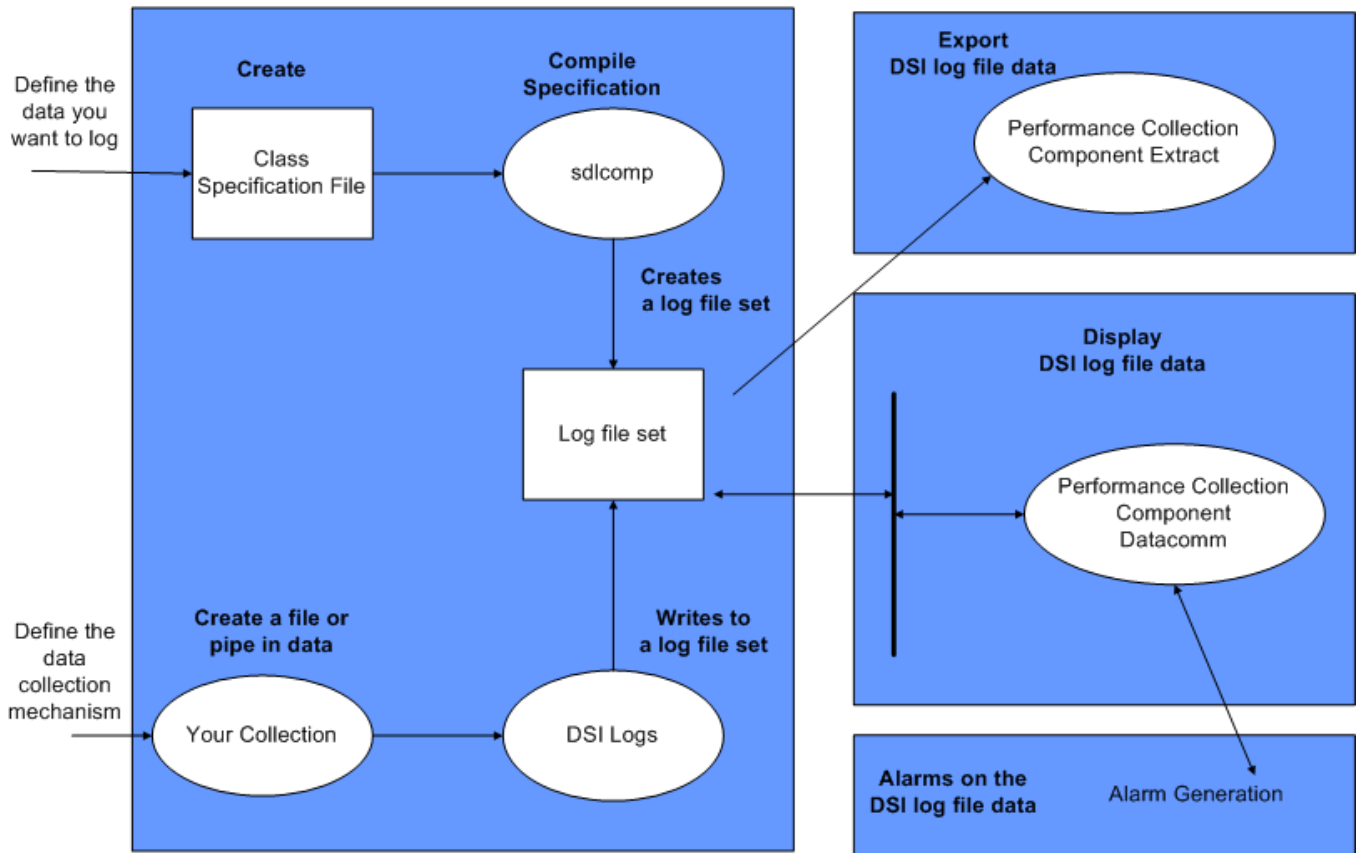 Define the
data you
want to log
Create
Class
Specification File
Compile
Specification
sdlcomp
Creates
a log file set
Log file set
Define the
data
collection
mechanism
Create a file or
pipe in data
Your Collection
Writes to
a log file set
DSI Logs
Export
DSI log file data
Performance Collection
Component Extract
Display
DSI log file data
Performance Collection
Component
Datacomm
Alarms on the
DSI log file data
Alarm Generation